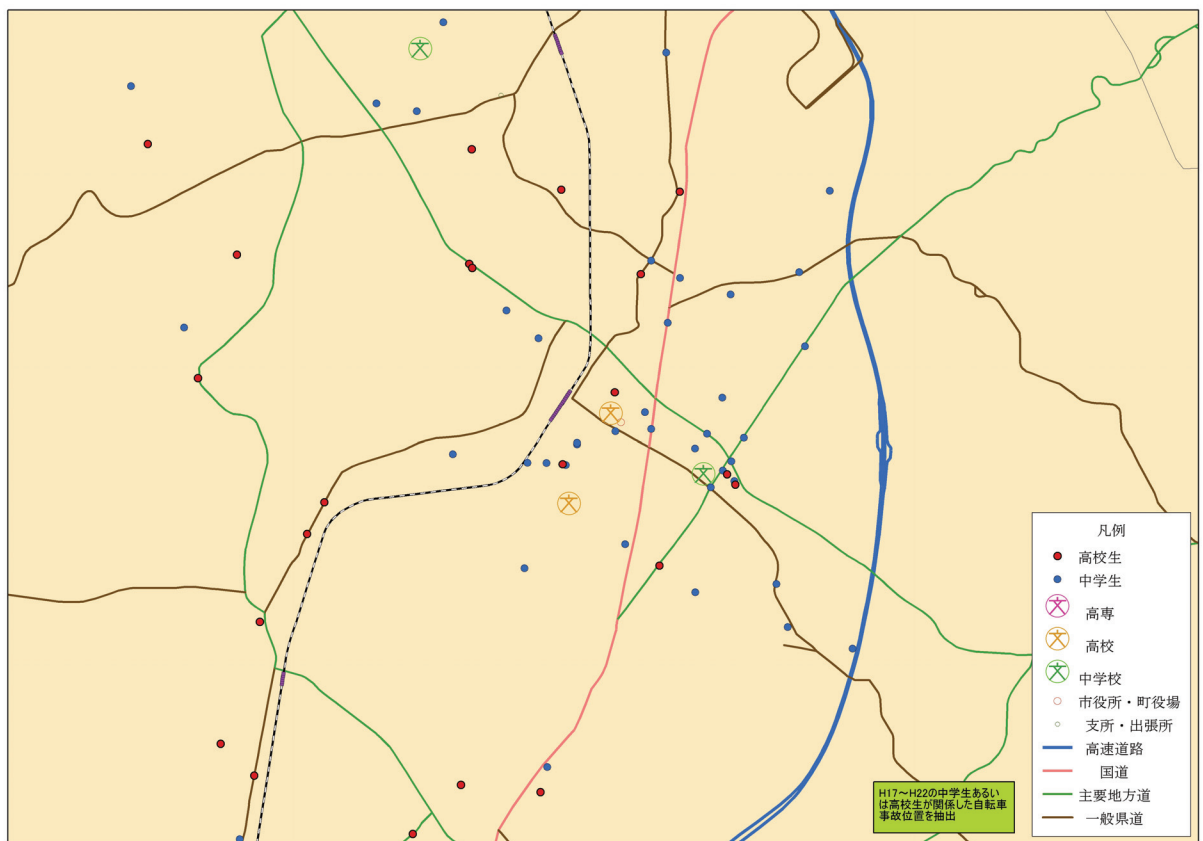 凡例
高校生
中学生
高専
高校
中学校
市役所・町役場
支所・出張所
高速道路
国道
主要地方道
一般県道
H17～H22の中学生あるい
は高校生が関係した自転車
事故位置を抽出